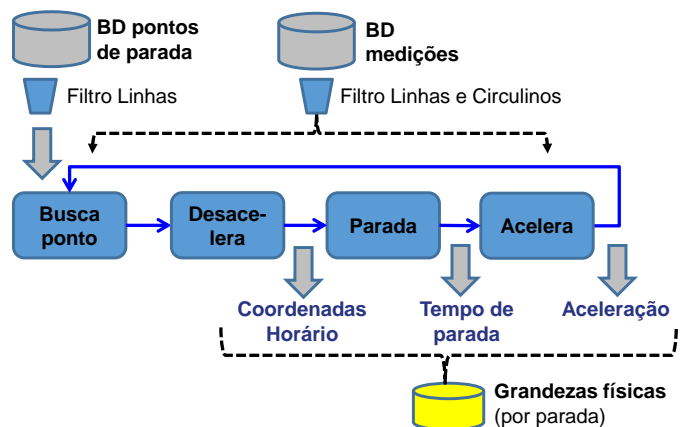 BD pontos
de parada
BD
medições
Filtro Linhas
Filtro Linhas e Circulinos
Busca
ponto
Desace-
lera
Parada
Acelera
Coordenadas
Horário
Tempo de
parada
Aceleração
Grandezas físicas
(por parada)